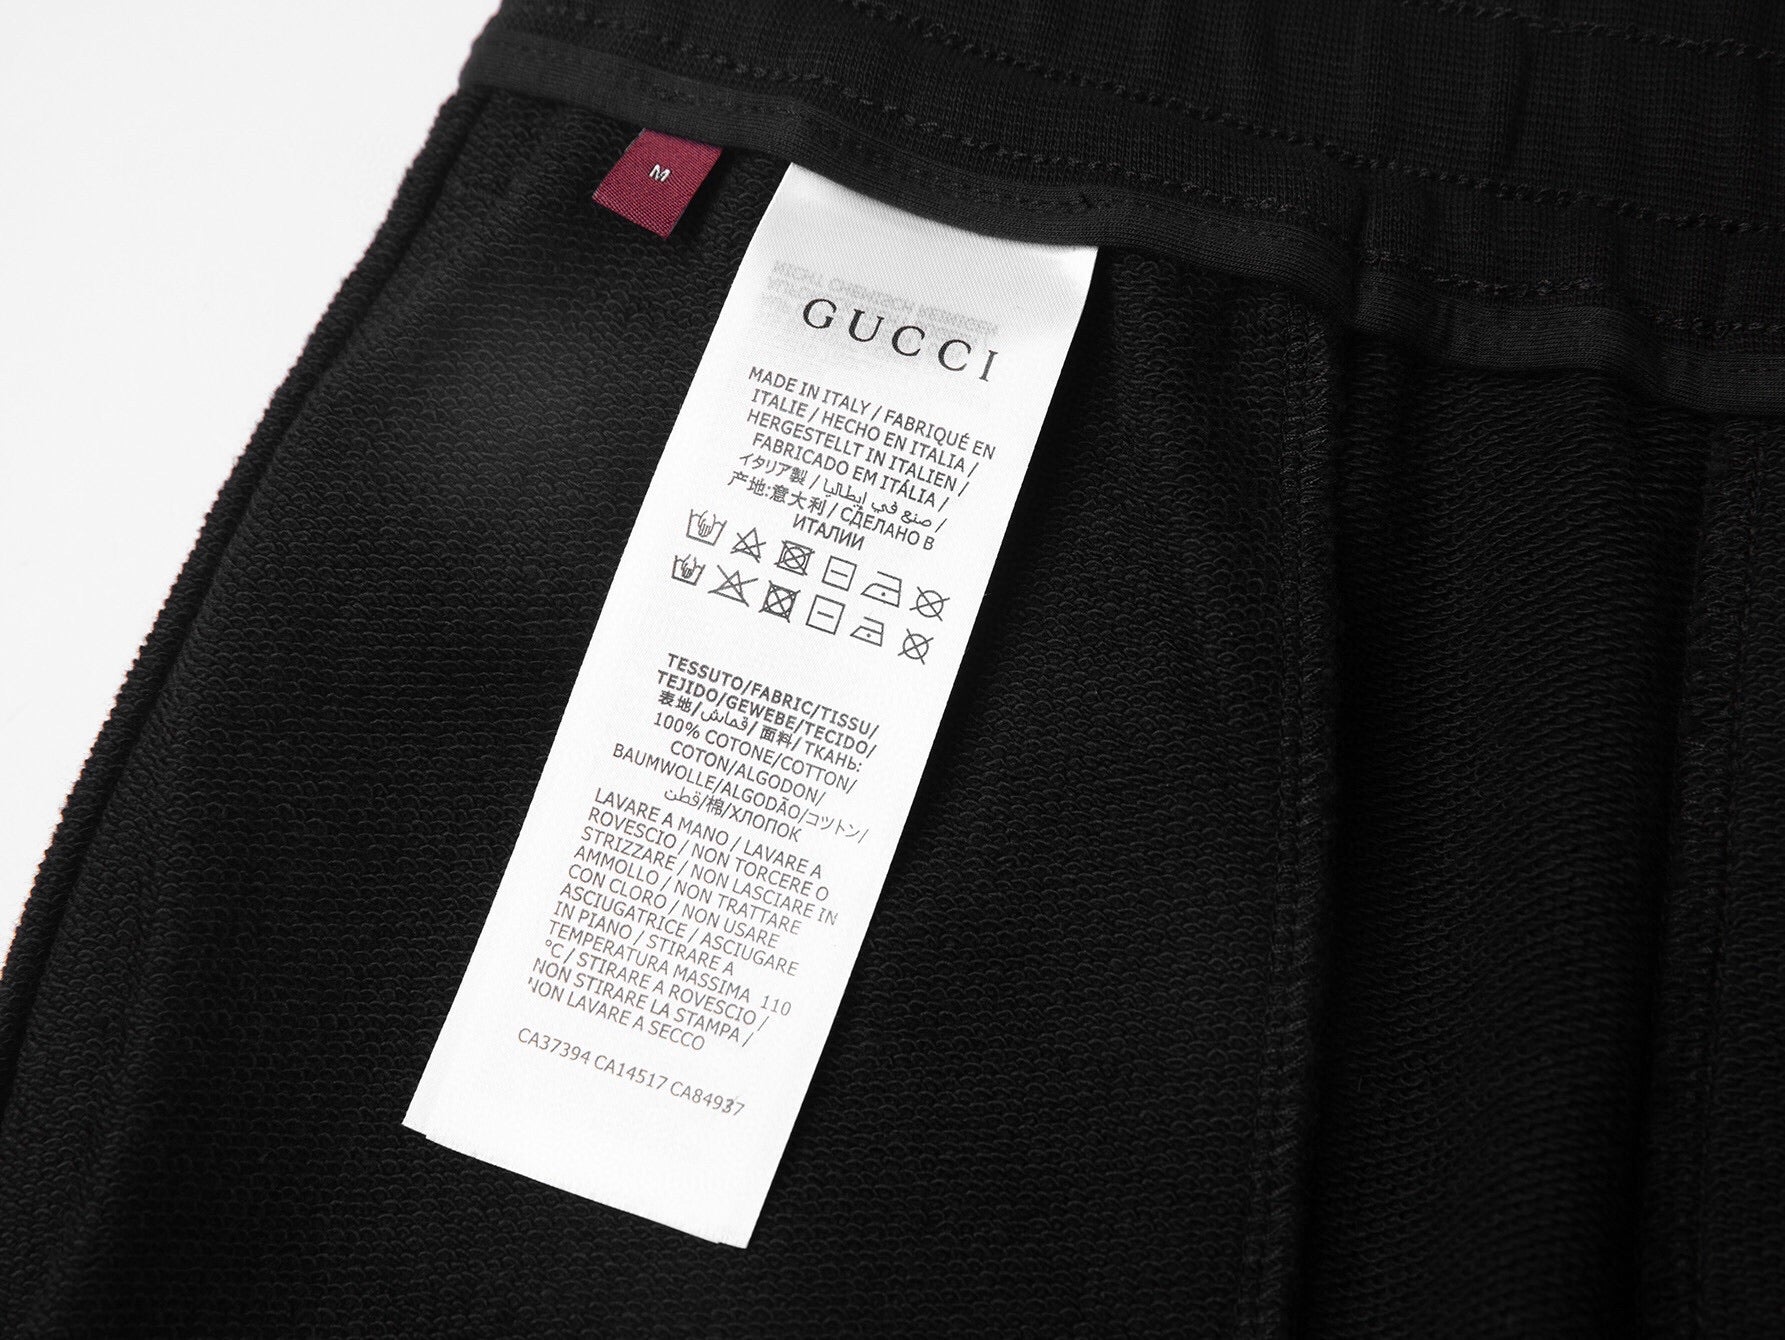 M
GUCCI
MADE IN ITALY / FABRIQUÉ EN
ITALIE / HECHO EN ITALIA /
HERGESTELLT IN ITALIEN /
FABRICADO EM ITÁLIA /
イタリア製 / صنع في إيطاليا /
产地:意大利 / СДЕЛАНО В
ИТАЛИИ
TESSUTO/FABRIC/TISSU/
TEJIDO/GEWEBE/TECIDO/
表地/قماش/面料/ТКАНЬ:
100% COTONE/COTTON/
COTON/ALGODON/
BAUMWOLLE/ALGODÃO/コットン/
قطن/棉/ХЛОПОК
LAVARE A MANO / LAVARE A
ROVESCIO / NON TORCERE O
STRIZZARE / NON LASCIARE IN
AMMOLLO / NON TRATTARE
CON CLORO / NON USARE
ASCIUGATRICE / ASCIUGARE
IN PIANO / STIRARE A
TEMPERATURA MASSIMA 110
°C / STIRARE A ROVESCIO /
NON STIRARE LA STAMPA /
NON LAVARE A SECCO
CA37394 CA14517